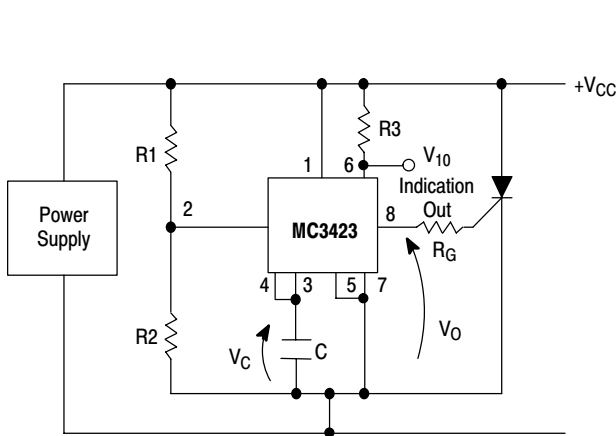 +VCC
R1
R3
1
6
V10
Indication
Out
2
8
Power
Supply
MC3423
RG
4
3
5
7
R2
VC
C
VO